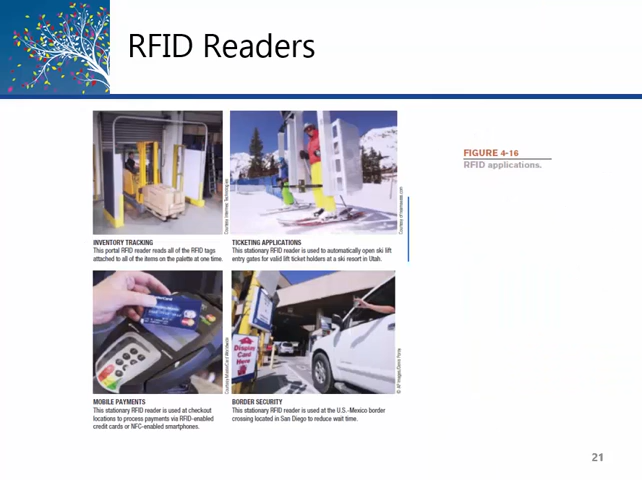 RFID Readers
FIGURE 4-16
RFID applications.
INVENTORY TRACKING
This portal RFID reader reads all of the RFID tags
attached to all of the items on the palette at one time.
TICKETING APPLICATIONS
This stationary RFID reader is used to automatically open ski lift
entry gates for valid lift ticket holders at a ski resort in Utah.
Display
Card
Here
MOBILE PAYMENTS
This stationary RFID reader is used at checkout
locations to process payments via RFID-enabled
credit cards or NFC-enabled smartphones.
BORDER SECURITY
This stationary RFID reader is used at the U.S.-Mexico border
crossing located in San Diego to reduce wait time.
21